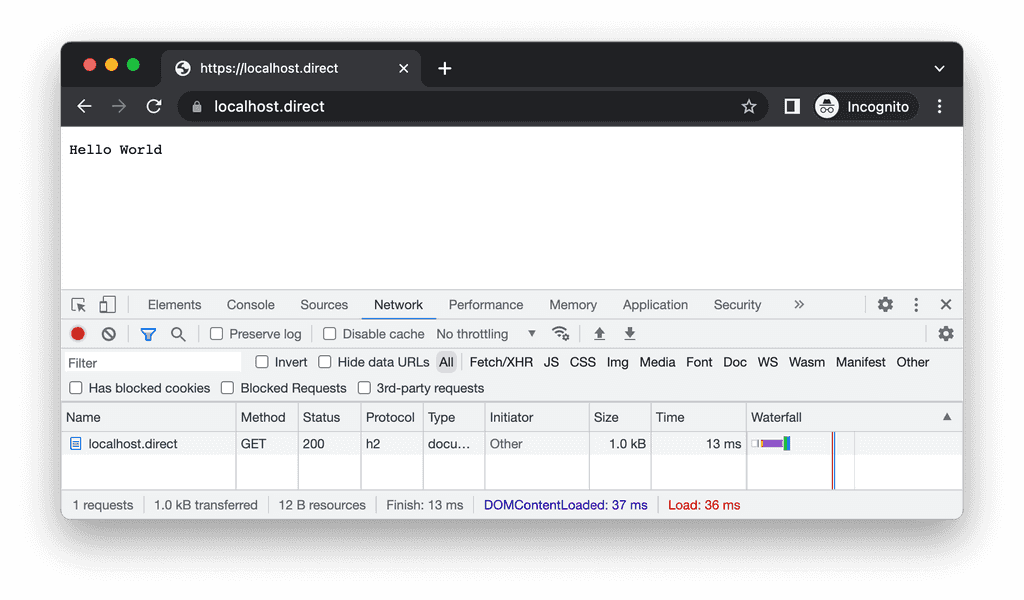 https://localhost.direct
localhost.direct Incognito
Hello World
Elements Console Sources Network Performance Memory Application Security
Preserve log Disable cache No throttling
Filter Invert Hide data URLs All Fetch/XHR JS CSS Img Media Font Doc WS Wasm Manifest Other
Has blocked cookies Blocked Requests 3rd-party requests
Name Method Status Protocol Type Initiator Size Time Waterfall
localhost.direct GET 200 h2 docu… Other 1.0 kB 13 ms
1 requests 1.0 kB transferred 12 B resources Finish: 13 ms DOMContentLoaded: 37 ms Load: 36 ms